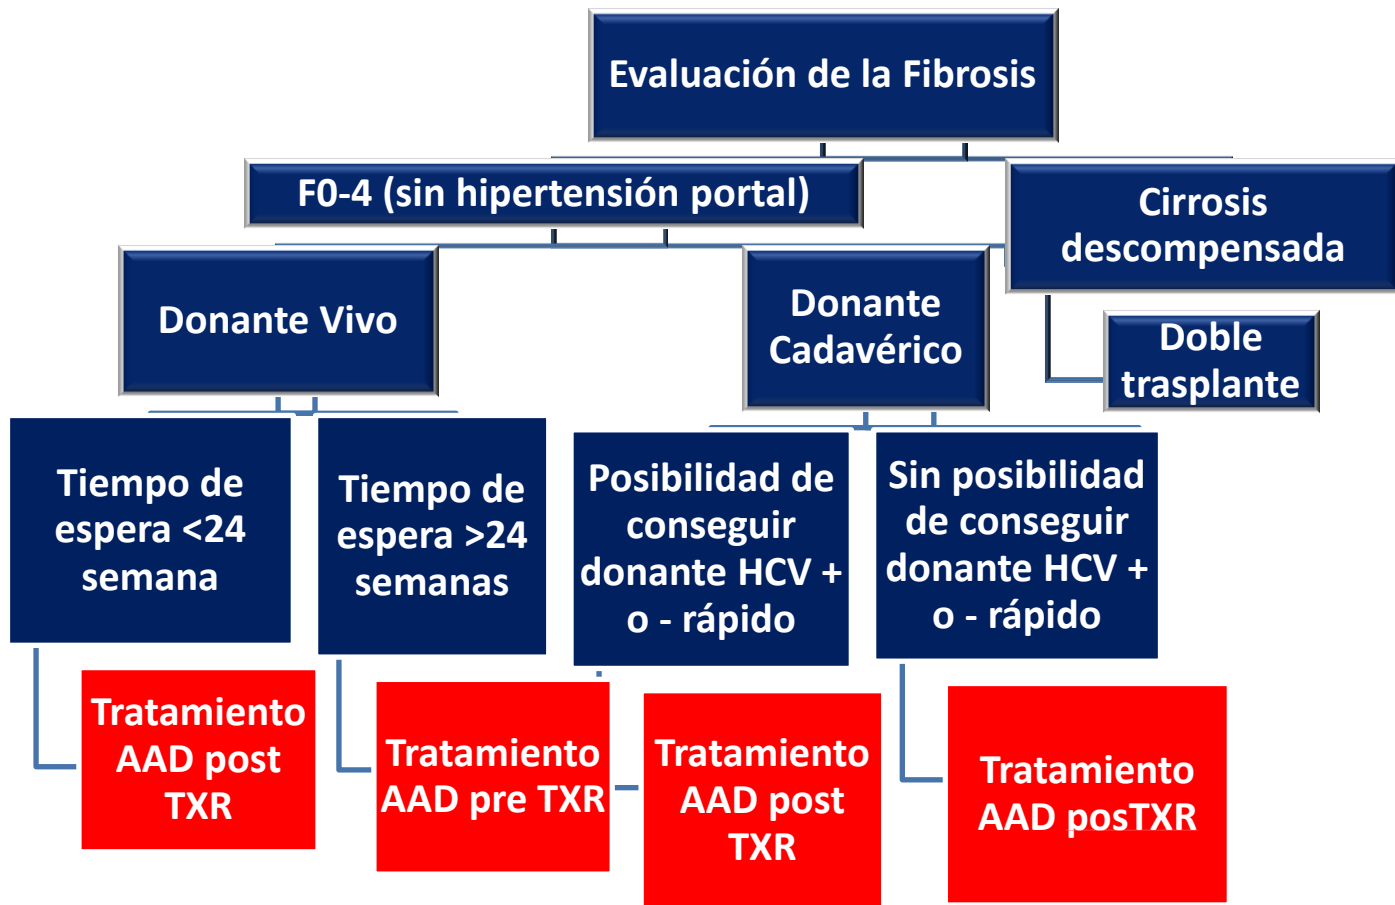 Evaluación de la Fibrosis
F0-4 (sin hipertensión portal)
Cirrosis
descompensada
Donante Vivo
Donante
Cadavérico
Doble
trasplante
Tiempo de
espera <24
semana
Tiempo de
espera >24
semanas
Posibilidad de
conseguir
donante HCV +
o - rápido
Sin posibilidad
de conseguir
donante HCV +
o - rápido
Tratamiento
AAD post
TXR
Tratamiento
AAD pre TXR
Tratamiento
AAD post
TXR
Tratamiento
AAD posTXR